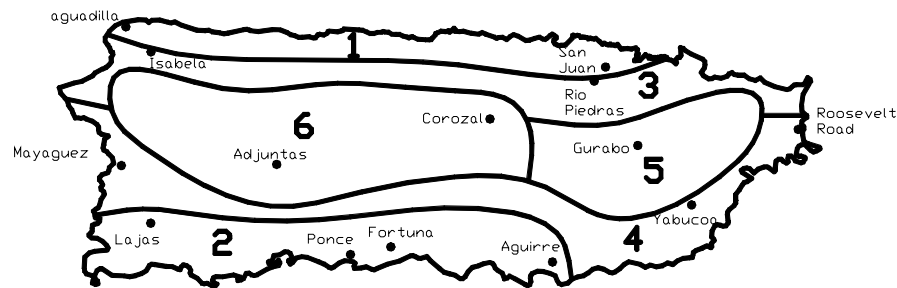 aguadilla
1
San
Juan
Isabela
3
Rio
Piedras
Roosevelt
Road
Corozal
6
Gurabo
Mayaguez
Adjuntas
5
Yabucoa
Lajas
2
Ponce
Fortuna
Aguirre
4